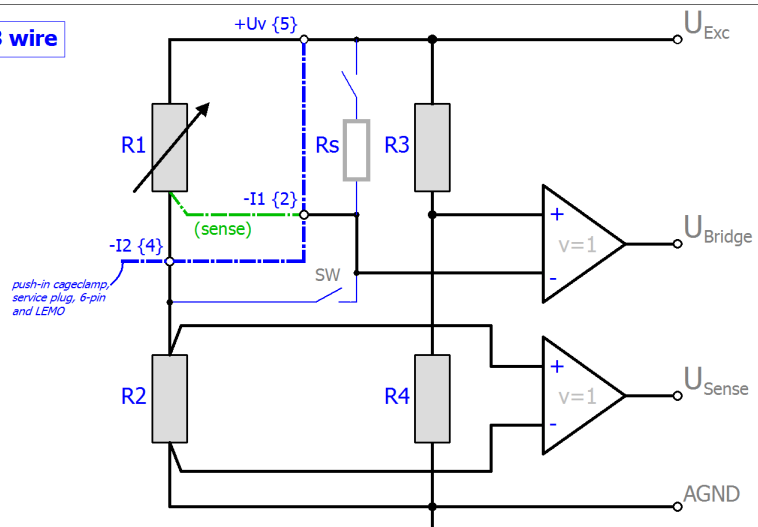 +Uv {5}
UExc
3 wire
R1
Rs
R3
-I1 {2}
(sense)
+
v=1
-
UBridge
-I2 {4}
SW
push-in cageclamp,
service plug, 6-pin
and LEMO
R2
R4
+
v=1
-
USense
AGND